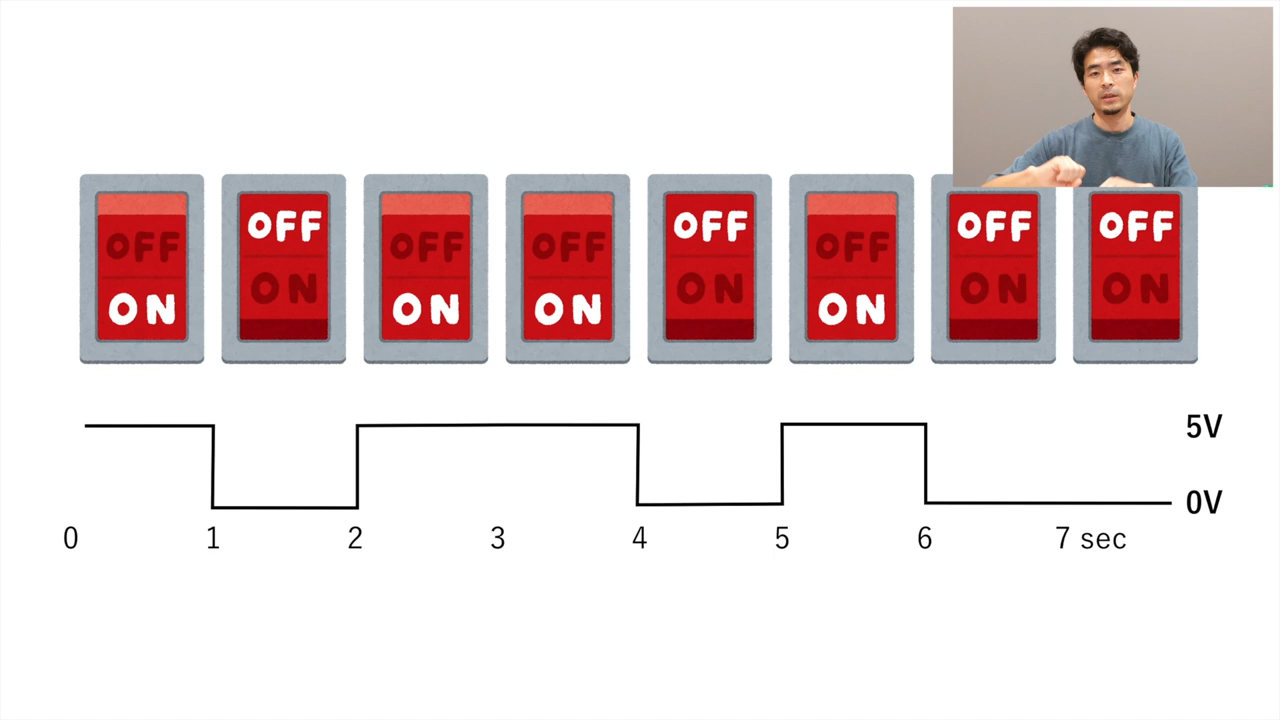 OFF OFF OFF OFF OFF OFF OFF OFF
ON ON ON ON ON ON ON ON
5V
0V
0 1 2 3 4 5 6 7 sec